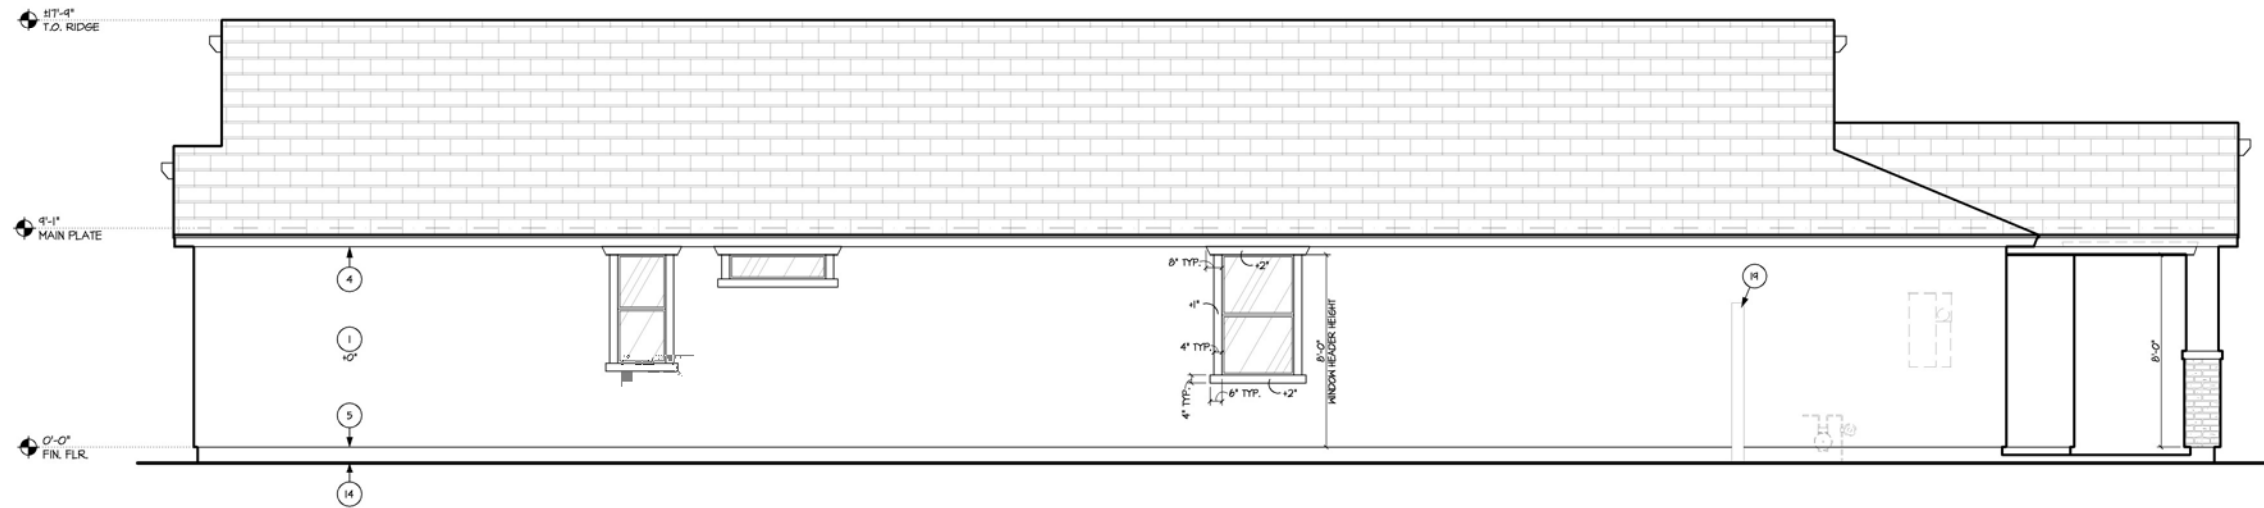 ±17'-9"
T.O. RIDGE
9'-1"
MAIN PLATE
4
1
+0"
5
0'-0"
FIN. FLR.
14
8" TYP.
+2"
+1"
4" TYP.
4" TYP.
6" TYP.
+2"
8'-0"
WINDOW HEADER HEIGHT
19
8'-0"